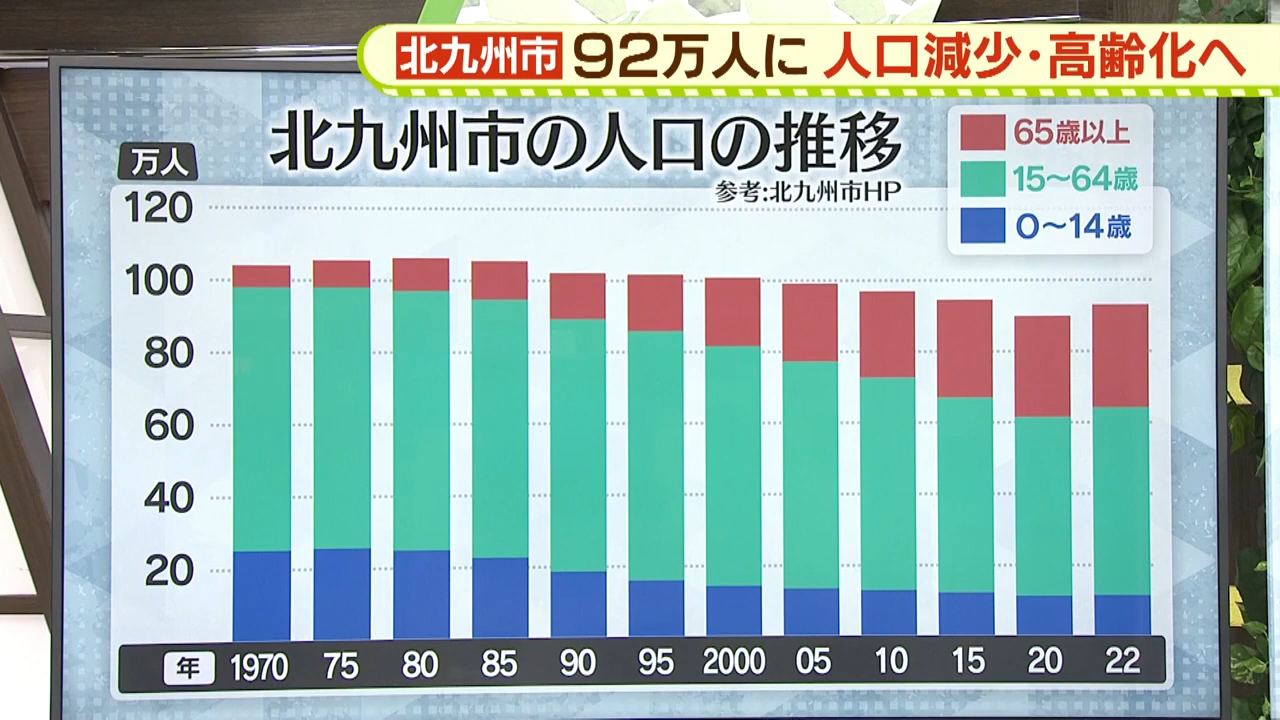 北九州市 92万人に 人口減少・高齢化へ
北九州市の人口の推移
参考:北九州市HP
65歳以上
15〜64歳
0〜14歳
万人
120
100
80
60
40
20
年 1970 75 80 85 90 95 2000 05 10 15 20 22